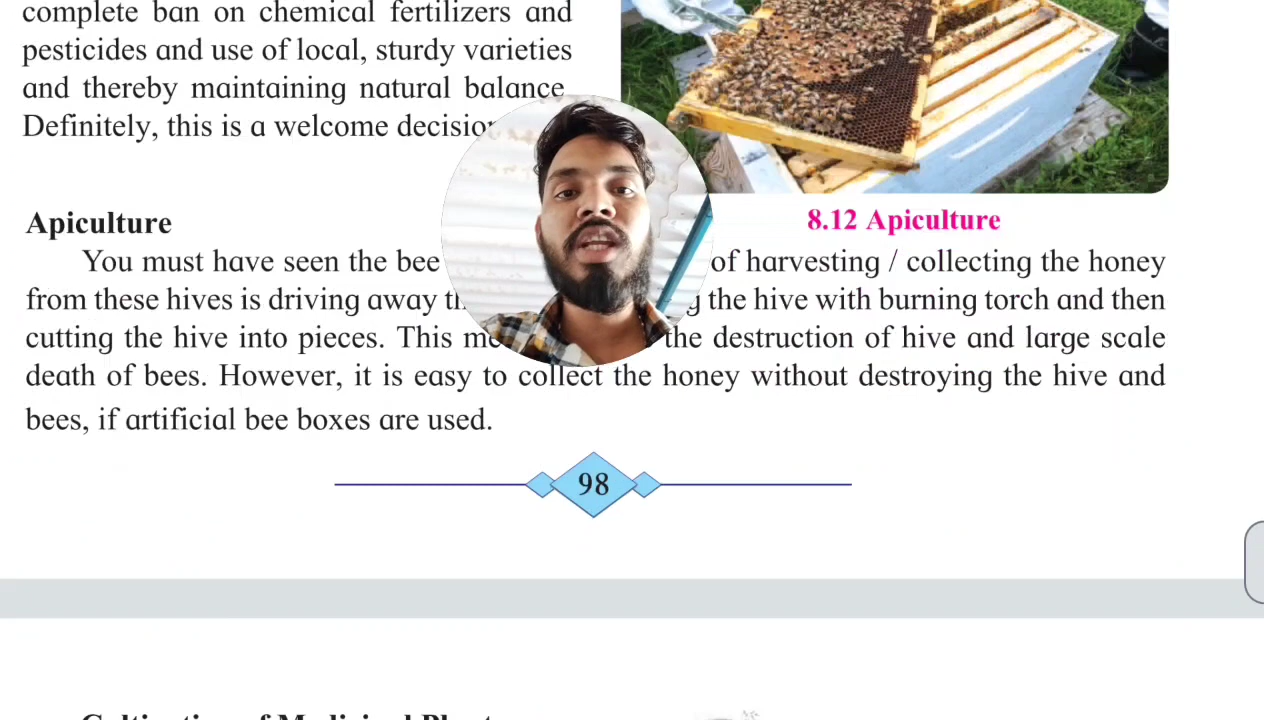 complete ban on chemical fertilizers and
pesticides and use of local, sturdy varieties
and thereby maintaining natural balance
Definitely, this is a welcome
8.12 Apiculture
Apiculture
You must have seen the bee of harvesting / collecting the honey
from these hives is driving away the hive with burning torch and then
cutting the hive into pieces. This the destruction of hive and large scale
death of bees. However, it is easy to collect the honey without destroying the hive and
bees, if artificial bee boxes are used.
98